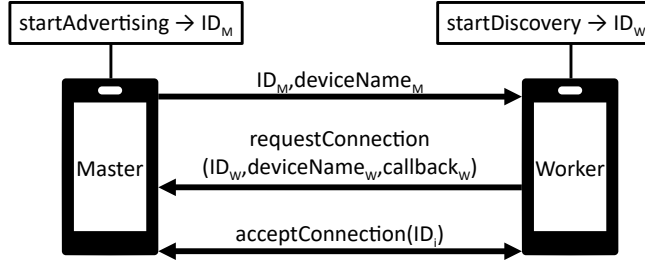 startAdvertising → ID_M
startDiscovery → ID_W
ID_M,deviceName_M
requestConnection
(ID_W,deviceName_W,callback_W)
Master
Worker
acceptConnection(ID_i)